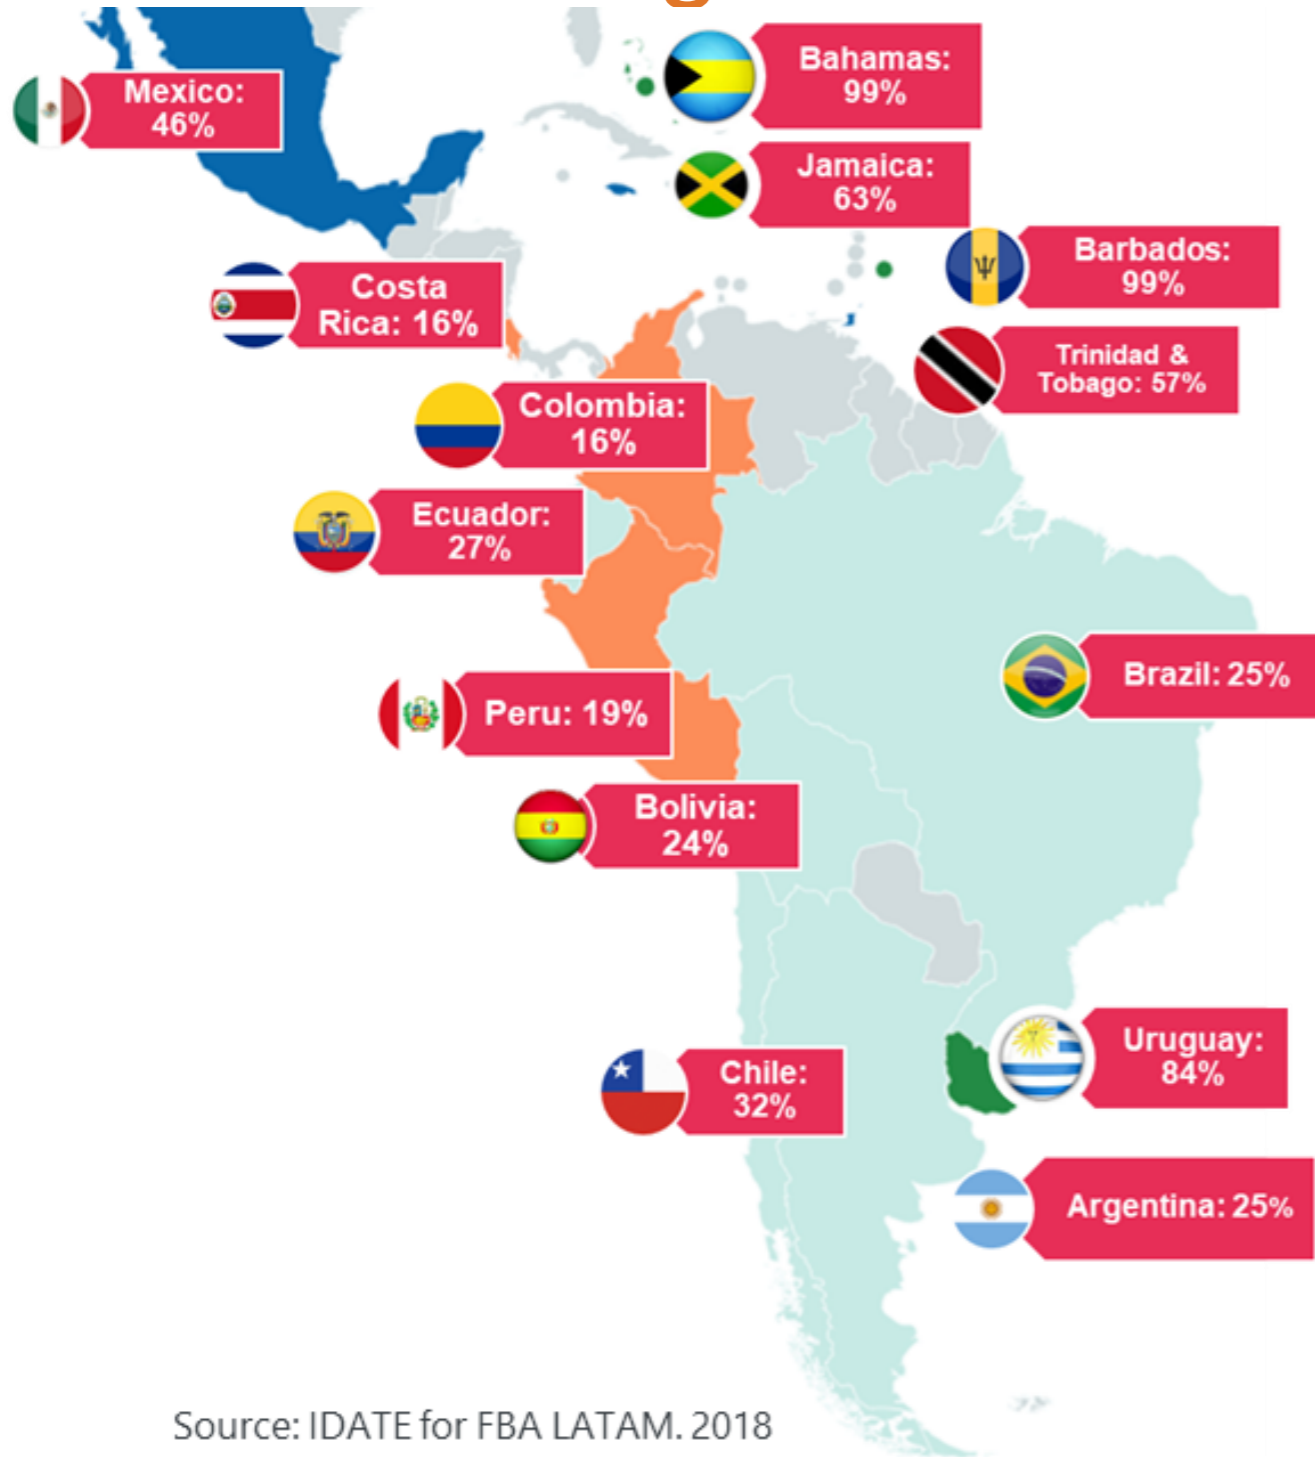 Bahamas:
99%
Mexico:
46%
Jamaica:
63%
Barbados:
99%
Costa
Rica: 16%
Trinidad &
Tobago: 57%
Colombia:
16%
Ecuador:
27%
Brazil: 25%
Peru: 19%
Bolivia:
24%
Uruguay:
84%
Chile:
32%
Argentina: 25%
Source: IDATE for FBA LATAM. 2018